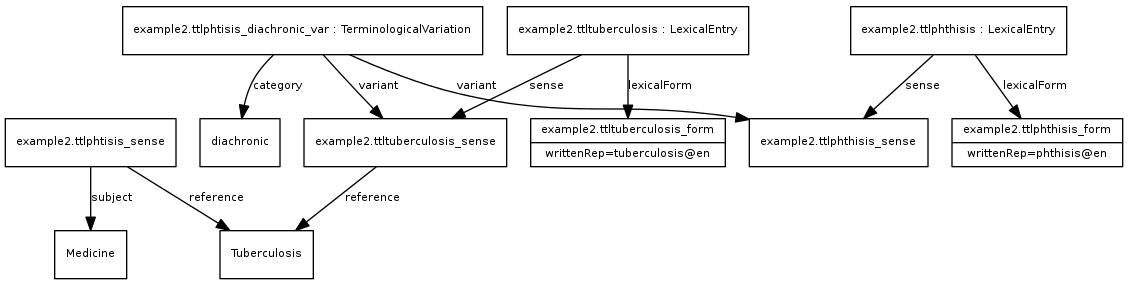 example2.ttlphtisis_diachronic_var : TerminologicalVariation
example2.ttltuberculosis : LexicalEntry
example2.ttlphthisis : LexicalEntry
category
variant
variant
sense
lexicalForm
sense
lexicalForm
example2.ttlphtisis_sense
diachronic
example2.ttltuberculosis_sense
example2.ttltuberculosis_form
writtenRep=tuberculosis@en
example2.ttlphthisis_sense
example2.ttlphthisis_form
writtenRep=phthisis@en
subject
reference
reference
Medicine
Tuberculosis